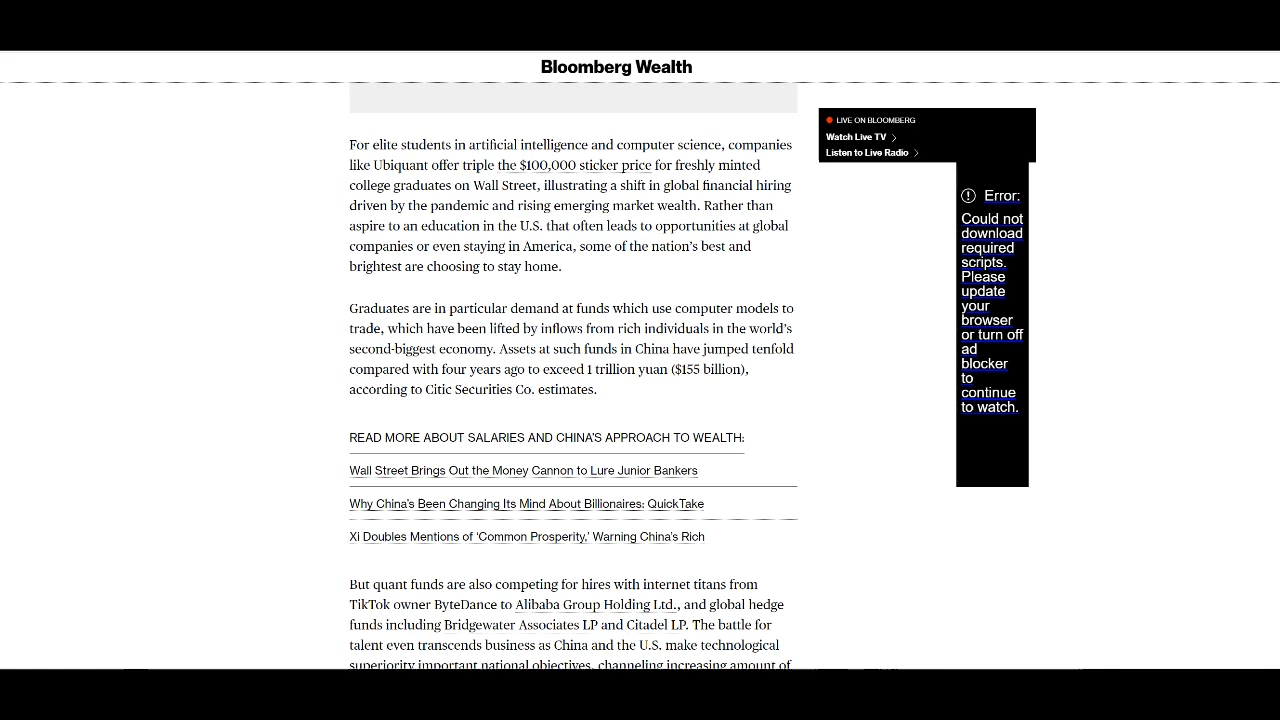 Bloomberg Wealth
For elite students in artificial intelligence and computer science, companies
like Ubiquant offer triple the $100,000 sticker price for freshly minted
college graduates on Wall Street, illustrating a shift in global financial hiring
driven by the pandemic and rising emerging market wealth. Rather than
aspire to an education in the U.S. that often leads to opportunities at global
companies or even staying in America, some of the nation's best and
brightest are choosing to stay home.
Graduates are in particular demand at funds which use computer models to
trade, which have been lifted by inflows from rich individuals in the world's
second-biggest economy. Assets at such funds in China have jumped tenfold
compared with four years ago to exceed 1 trillion yuan ($155 billion),
according to Citic Securities Co. estimates.
READ MORE ABOUT SALARIES AND CHINA'S APPROACH TO WEALTH:
Wall Street Brings Out the Money Cannon to Lure Junior Bankers
Why China's Been Changing Its Mind About Billionaires: QuickTake
Xi Doubles Mentions of 'Common Prosperity,' Warning China's Rich
But quant funds are also competing for hires with internet titans from
TikTok owner ByteDance to Alibaba Group Holding Ltd., and global hedge
funds including Bridgewater Associates LP and Citadel LP. The battle for
talent even transcends business as China and the U.S. make technological
superiority important national objectives, channeling increasing amount of
LIVE ON BLOOMBERG
Watch Live TV
Listen to Live Radio
Error:
Could not
download
required
scripts.
Please
update
your
browser
or turn off
ad
blocker
to
continue
to watch.